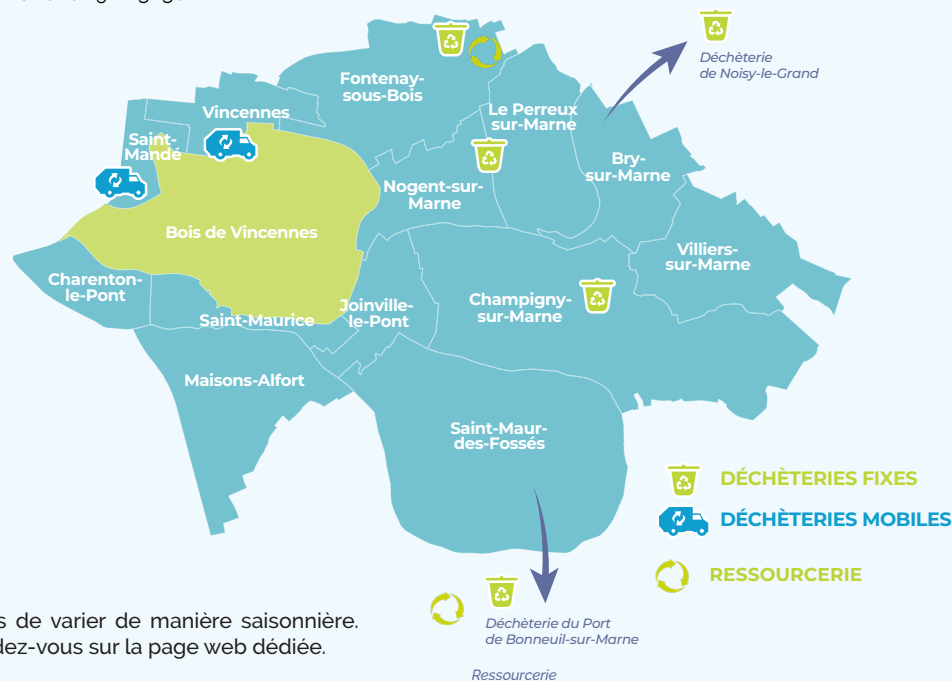 Déchèterie
de Noisy-le-Grand
Fontenay-
sous-Bois
Vincennes
Le Perreux
sur-Marne
Saint-
Mandé
Bry-
sur-Marne
Nogent-sur-
Marne
Bois de Vincennes
Villiers-
sur-Marne
Charenton-
le-Pont
Joinville-
le-Pont
Champigny-
sur-Marne
Saint-Maurice
Maisons-Alfort
Saint-Maur-
des-Fossés
DÉCHÈTERIES FIXES
DÉCHÈTERIES MOBILES
RESSOURCERIE
de varier de manière saisonnière.
dez-vous sur la page web dédiée.
Déchèterie du Port
de Bonneuil-sur-Marne
Ressourcerie